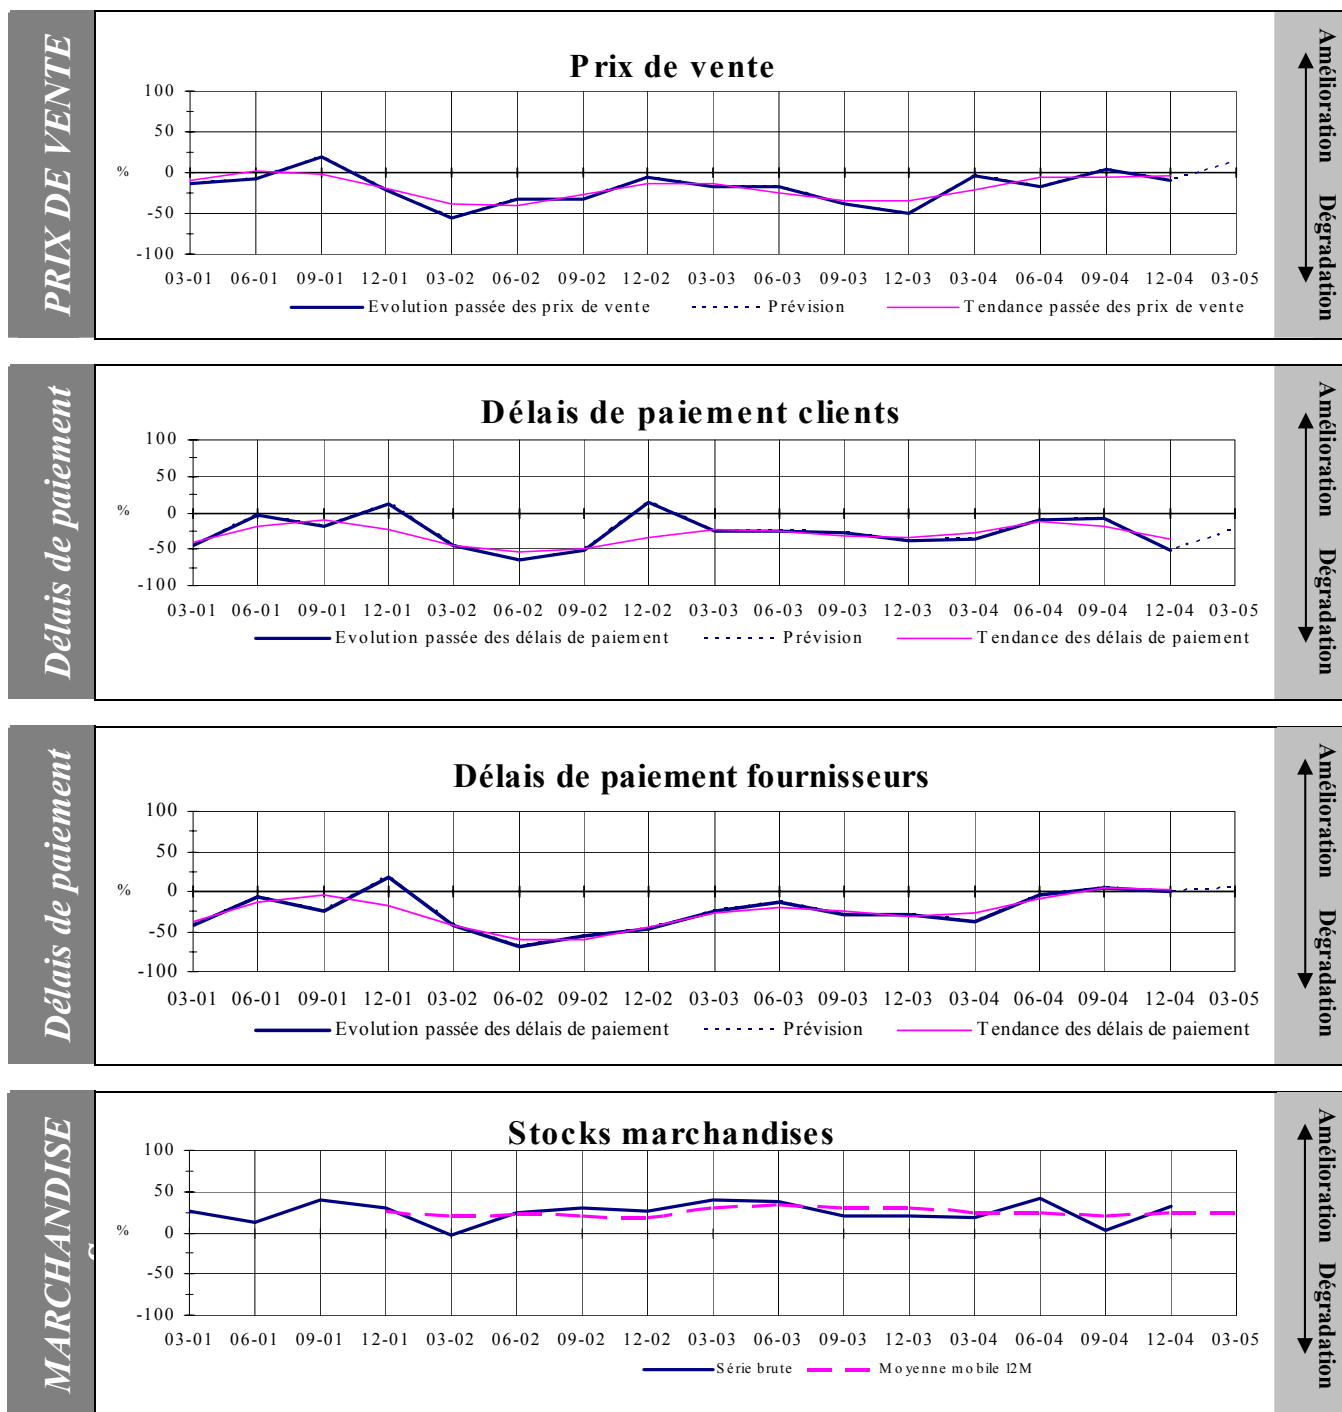 PRIX DE VENTE
Prix de vente
100
50
%
0
-50
-100
03-01 06-01 09-01 12-01 03-02 06-02 09-02 12-02 03-03 06-03 09-03 12-03 03-04 06-04 09-04 12-04 03-05
Evolution passée des prix de vente Prévision Tendance passée des prix de vente
Amélioration
Dégradation
Délais de paiement
Délais de paiement clients
100
50
%
0
-50
-100
03-01 06-01 09-01 12-01 03-02 06-02 09-02 12-02 03-03 06-03 09-03 12-03 03-04 06-04 09-04 12-04 03-05
Evolution passée des délais de paiement Prévision Tendance des délais de paiement
Amélioration
Dégradation
Délais de paiement
Délais de paiement fournisseurs
100
50
%
0
-50
-100
03-01 06-01 09-01 12-01 03-02 06-02 09-02 12-02 03-03 06-03 09-03 12-03 03-04 06-04 09-04 12-04 03-05
Evolution passée des délais de paiement Prévision Tendance des délais de paiement
Amélioration
Dégradation
MARCHANDISE
Stocks marchandises
100
50
%
0
-50
-100
03-01 06-01 09-01 12-01 03-02 06-02 09-02 12-02 03-03 06-03 09-03 12-03 03-04 06-04 09-04 12-04 03-05
Série brute Moyenne mobile 12M
Amélioration
Dégradation